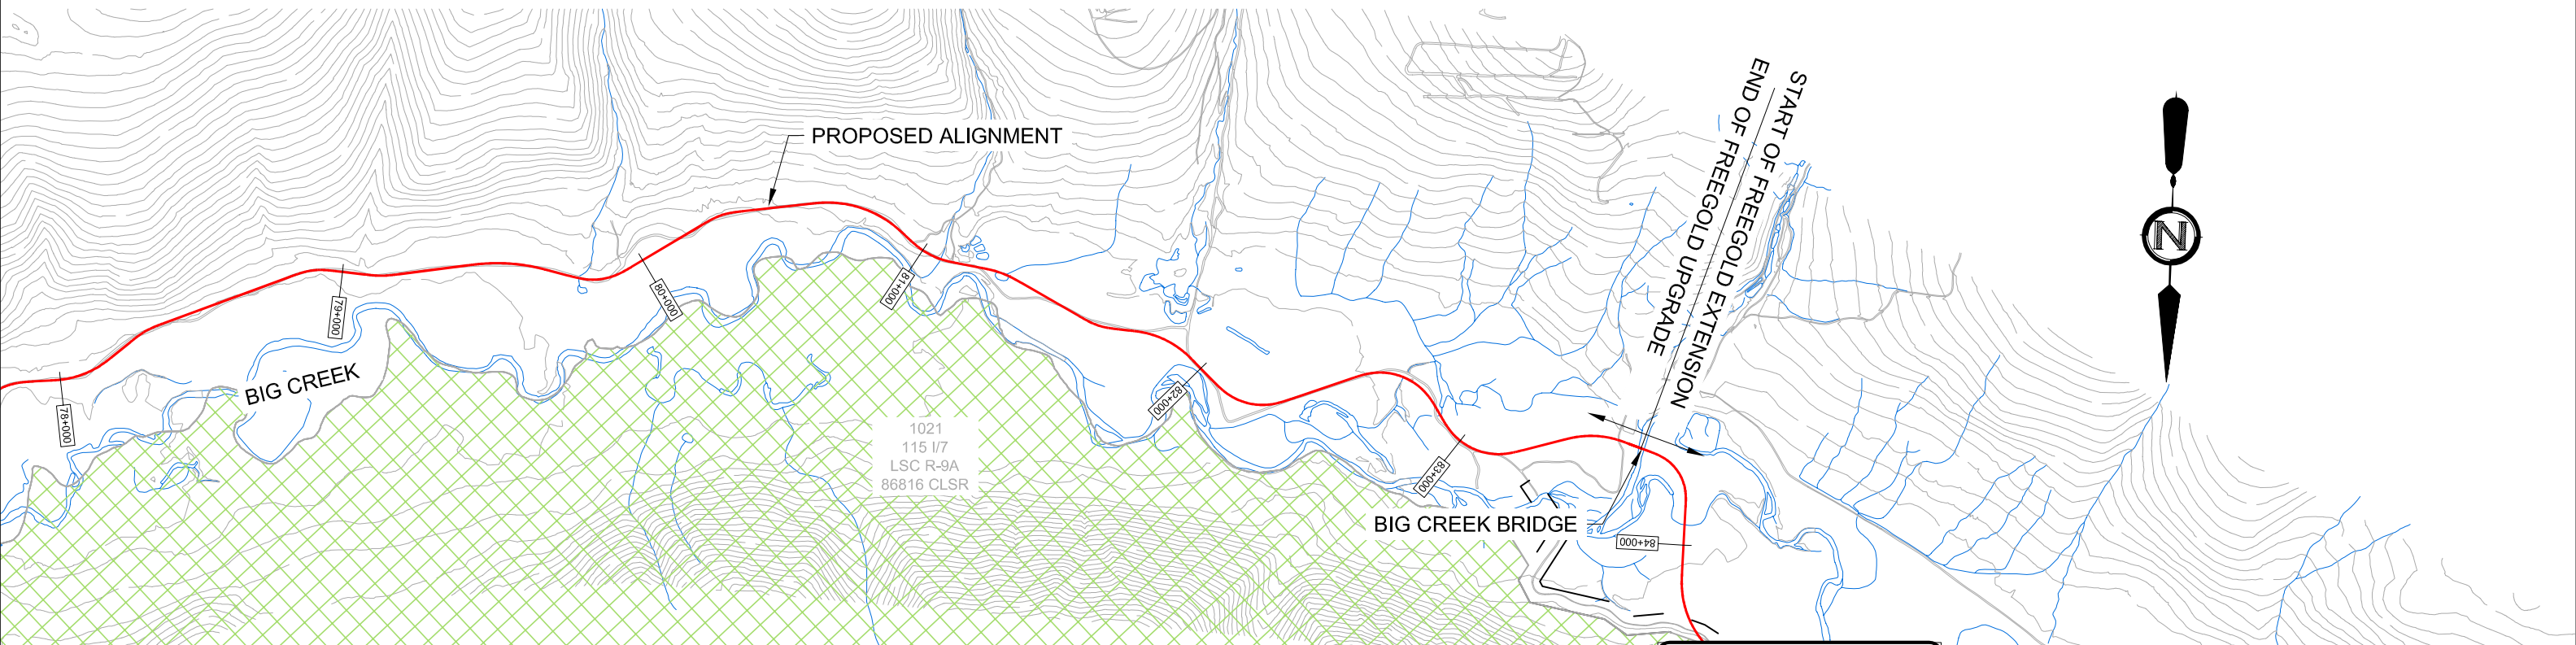 PROPOSED ALIGNMENT
END OF FREEGOLD UPGRADE
START OF FREEGOLD EXTENSION
N
BIG CREEK
78+000
79+000
80+000
81+000
82+000
83+000
84+000
1021
115 I/7
LSC R-9A
86816 CLSR
BIG CREEK BRIDGE